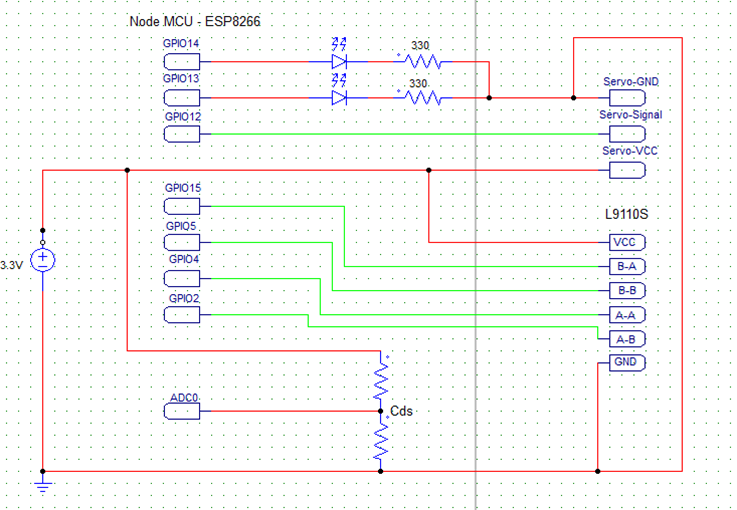 Node MCU - ESP8266
GPIO14
330
GPIO13
330
Servo-GND
GPIO12
Servo-Signal
Servo-VCC
GPIO15
L9110S
GPIO5
VCC
3.3V
GPIO4
B-A
B-B
GPIO2
A-A
A-B
GND
ADC0
Cds